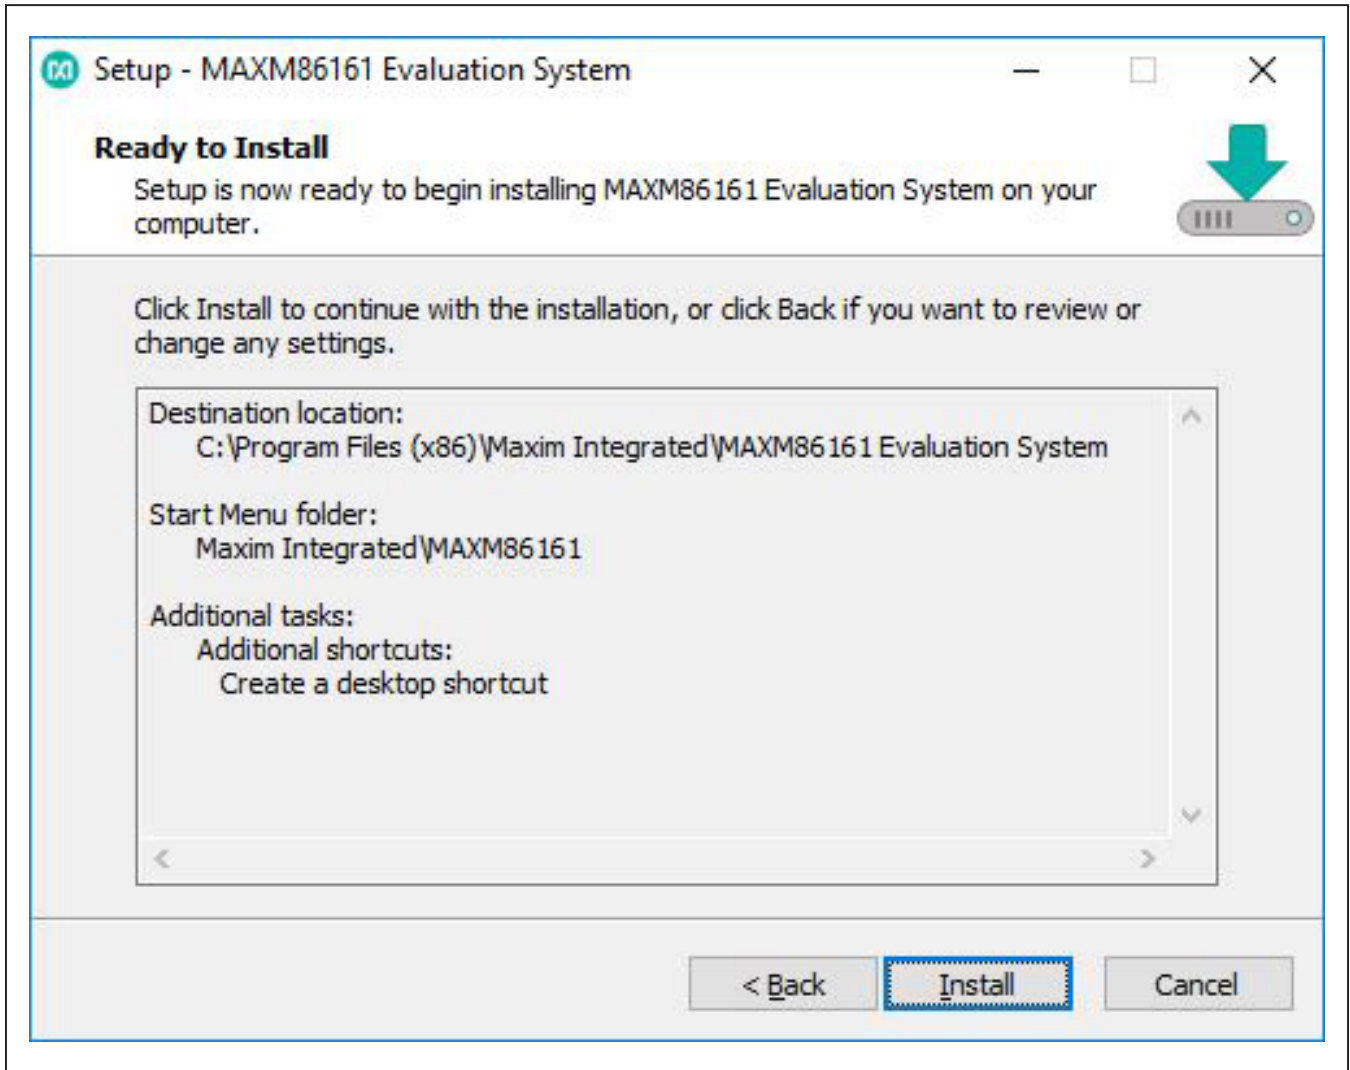 Setup - MAXM86161 Evaluation System
Ready to Install
Setup is now ready to begin installing MAXM86161 Evaluation System on your
computer.
Click Install to continue with the installation, or click Back if you want to review or
change any settings.
Destination location:
C:\Program Files (x86)\Maxim Integrated\MAXM86161 Evaluation System
Start Menu folder:
Maxim Integrated\MAXM86161
Additional tasks:
Additional shortcuts:
Create a desktop shortcut
< Back
Install
Cancel